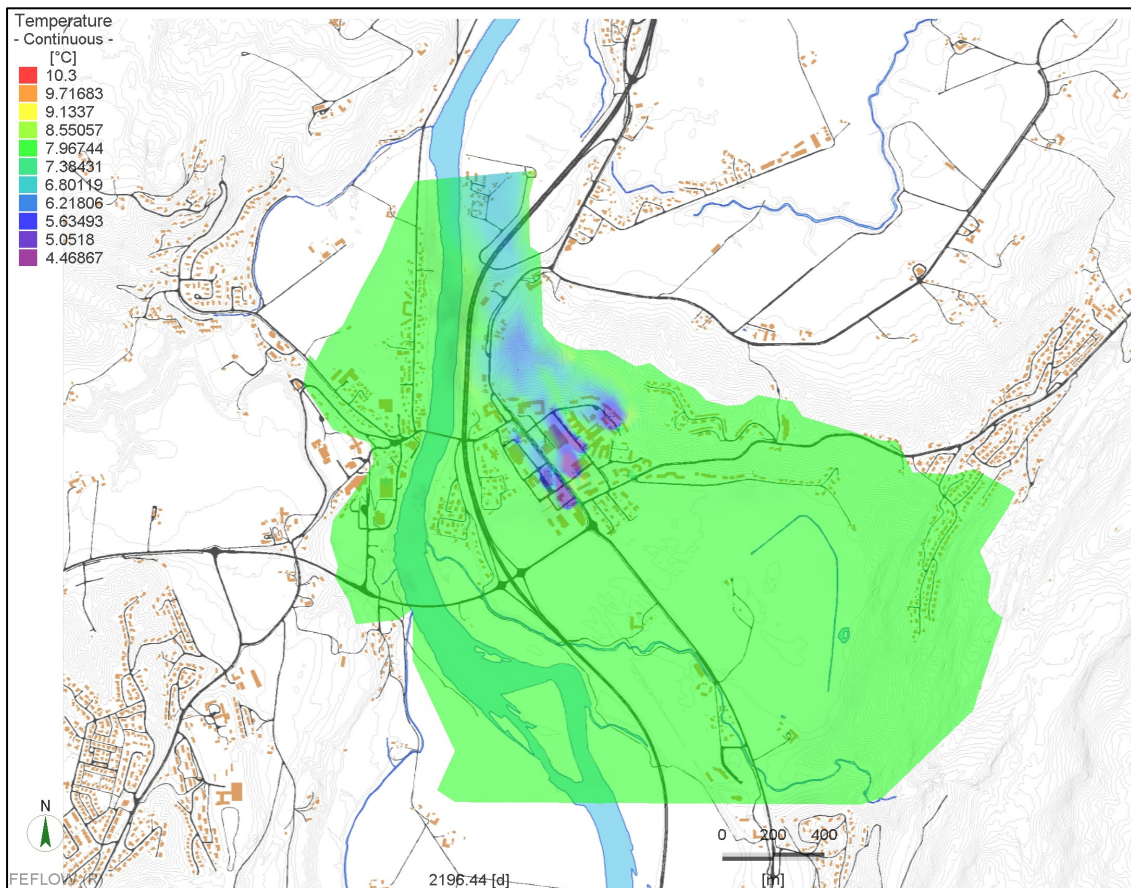 Temperature
- Continuous -
[°C]
10.3
9.71683
9.1337
8.55057
7.96744
7.38431
6.80119
6.21806
5.63493
5.0518
4.46867
N
0 200 400
FEFLOW (R)
2196.44 [d]
[m]